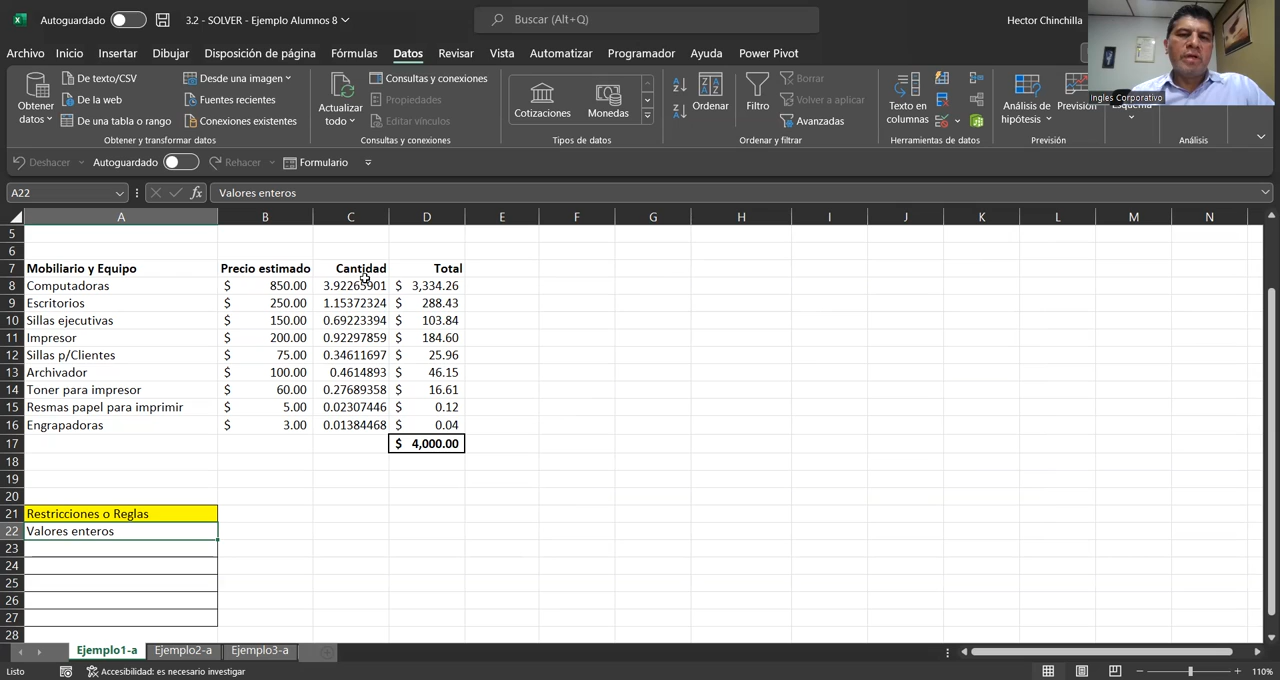 Autoguardado
3.2 - SOLVER - Ejemplo Alumnos 8
Buscar (Alt+Q)
Hector Chinchilla
Archivo Inicio Insertar Dibujar Disposición de página Fórmulas Datos Revisar Vista Automatizar Programador Ayuda Power Pivot
Obtener datos
De texto/CSV
De la web
De una tabla o rango
Desde una imagen
Fuentes recientes
Conexiones existentes
Obtener y transformar datos
Actualizar todo
Consultas y conexiones
Propiedades
Editar vínculos
Consultas y conexiones
Cotizaciones
Monedas
Tipos de datos
Ordenar
Filtro
Borrar
Volver a aplicar
Avanzadas
Ordenar y filtrar
Texto en columnas
Herramientas de datos
Análisis de hipótesis
Previsión
Previsión
Análisis
Ingles Corporativo
Deshacer Autoguardado Rehacer Formulario
A22 fx Valores enteros
A B C D E F G H I J K L M N
5
6
7 Mobiliario y Equipo Precio estimado Cantidad Total
8 Computadoras $ 850.00 3.92265901 $ 3,334.26
9 Escritorios $ 250.00 1.15372324 $ 288.43
10 Sillas ejecutivas $ 150.00 0.69223394 $ 103.84
11 Impresor $ 200.00 0.92297859 $ 184.60
12 Sillas p/Clientes $ 75.00 0.34611697 $ 25.96
13 Archivador $ 100.00 0.4614893 $ 46.15
14 Toner para impresor $ 60.00 0.27689358 $ 16.61
15 Resmas papel para imprimir $ 5.00 0.02307446 $ 0.12
16 Engrapadoras $ 3.00 0.01384468 $ 0.04
17 $ 4,000.00
18
19
20
21 Restricciones o Reglas
22 Valores enteros
23
24
25
26
27
28
Ejemplo1-a Ejemplo2-a Ejemplo3-a
Listo Accesibilidad: es necesario investigar 110%